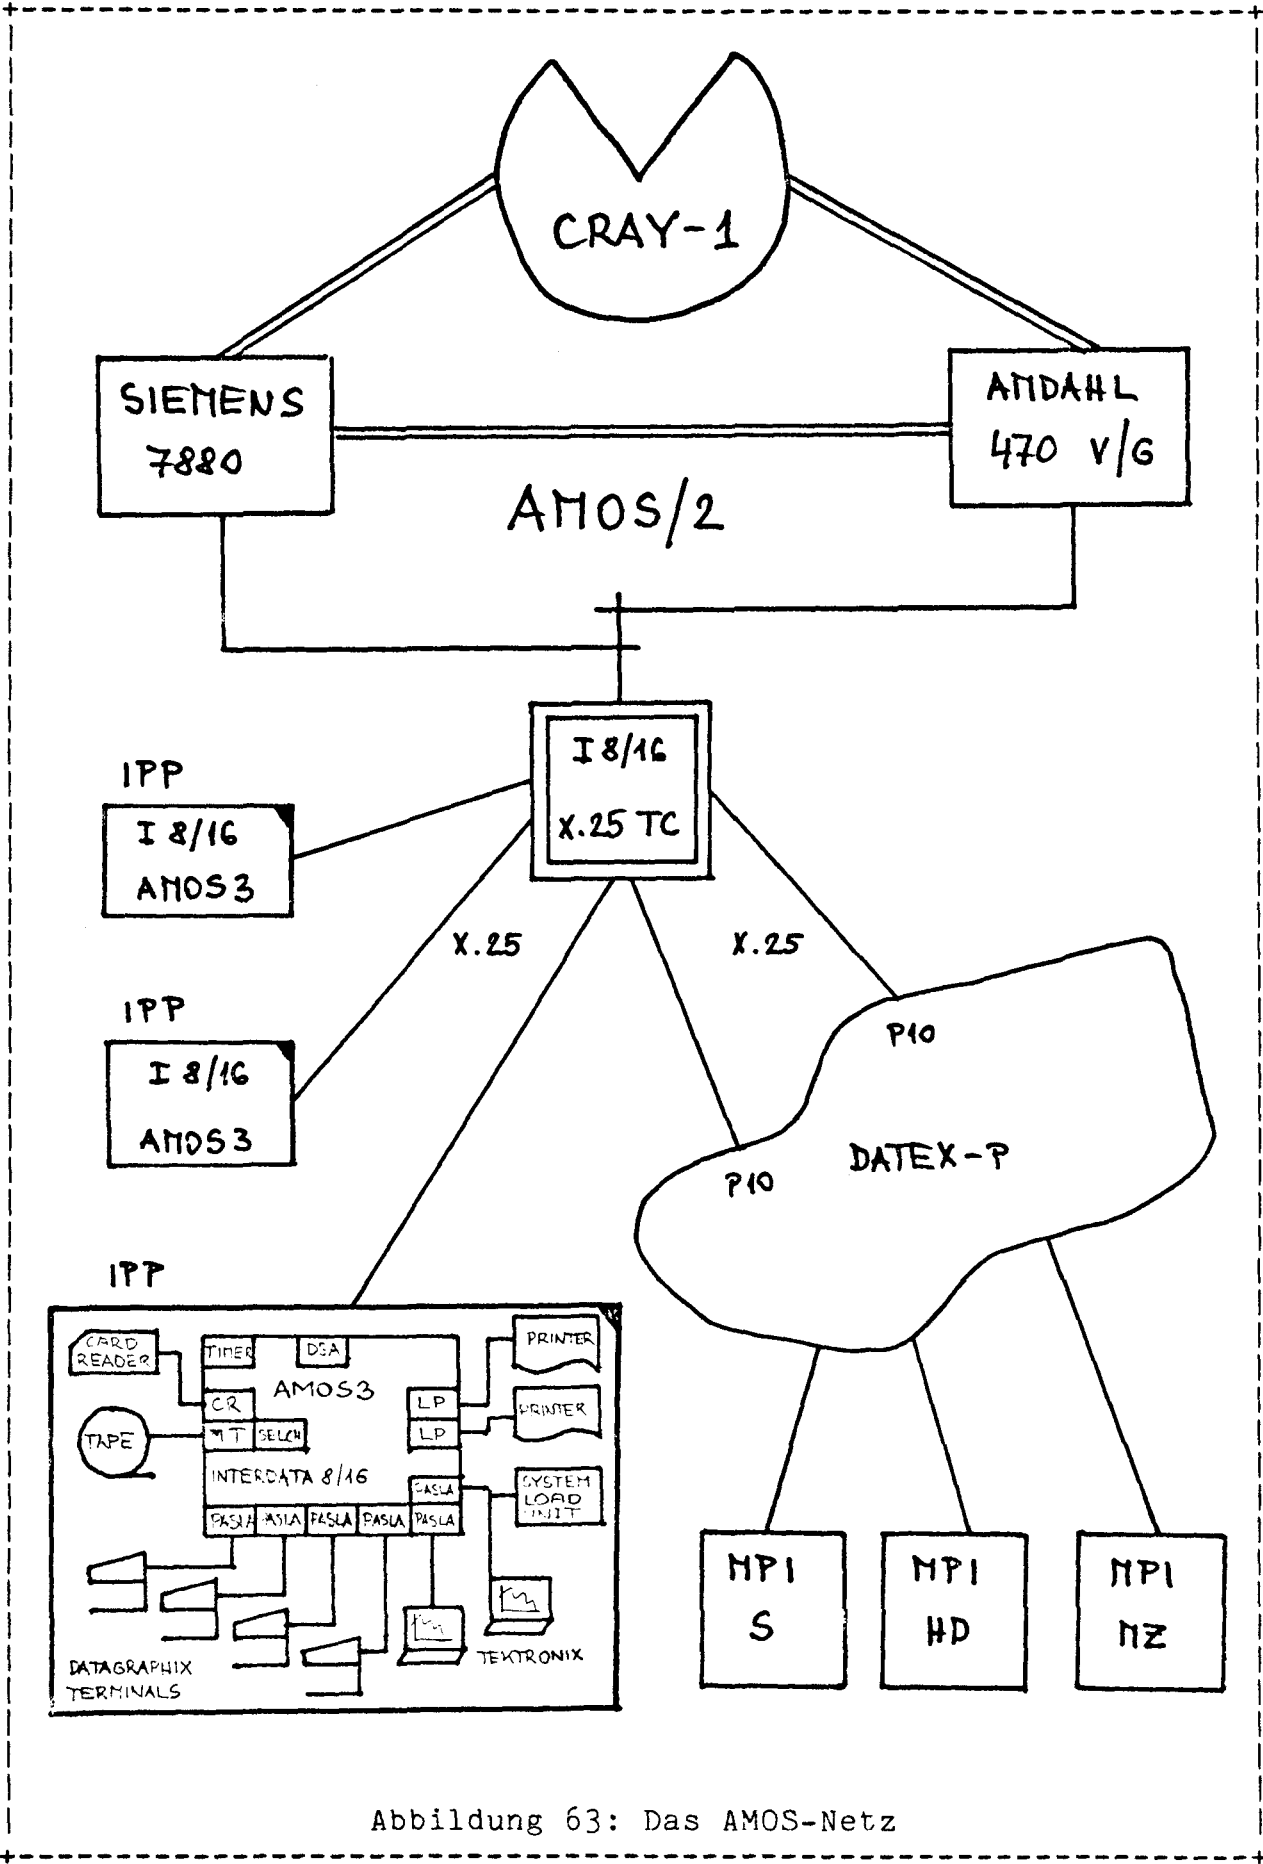 CRAY-1
SIEMENS
7880
AMDAHL
470 V/6
AMOS/2
I 8/16
X.25 TC
IPP
I 8/16
AMOS3
X.25
X.25
IPP
I 8/16
AMOS3
P10
P10
DATEX-P
IPP
CARD
READER
TIMER
DSA
PRINTER
AMOS3
CR
LP
PRINTER
TAPE
MT
SELCH
LP
INTERDATA 8/16
PASLA
SYSTEM
LOAD
UNIT
PASLA
PASLA
PASLA
PASLA
PASLA
DATAGRAPHIX
TERMINALS
TEKTRONIX
MPI
S
MPI
HD
MPI
MZ
Abbildung 63: Das AMOS-Netz